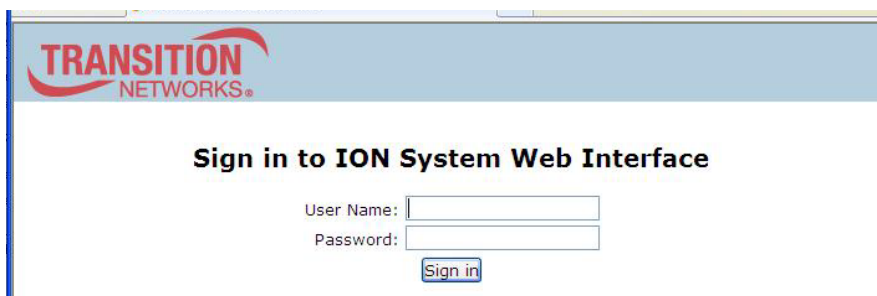 TRANSITION
NETWORKS®
Sign in to ION System Web Interface
User Name:
Password:
Sign in